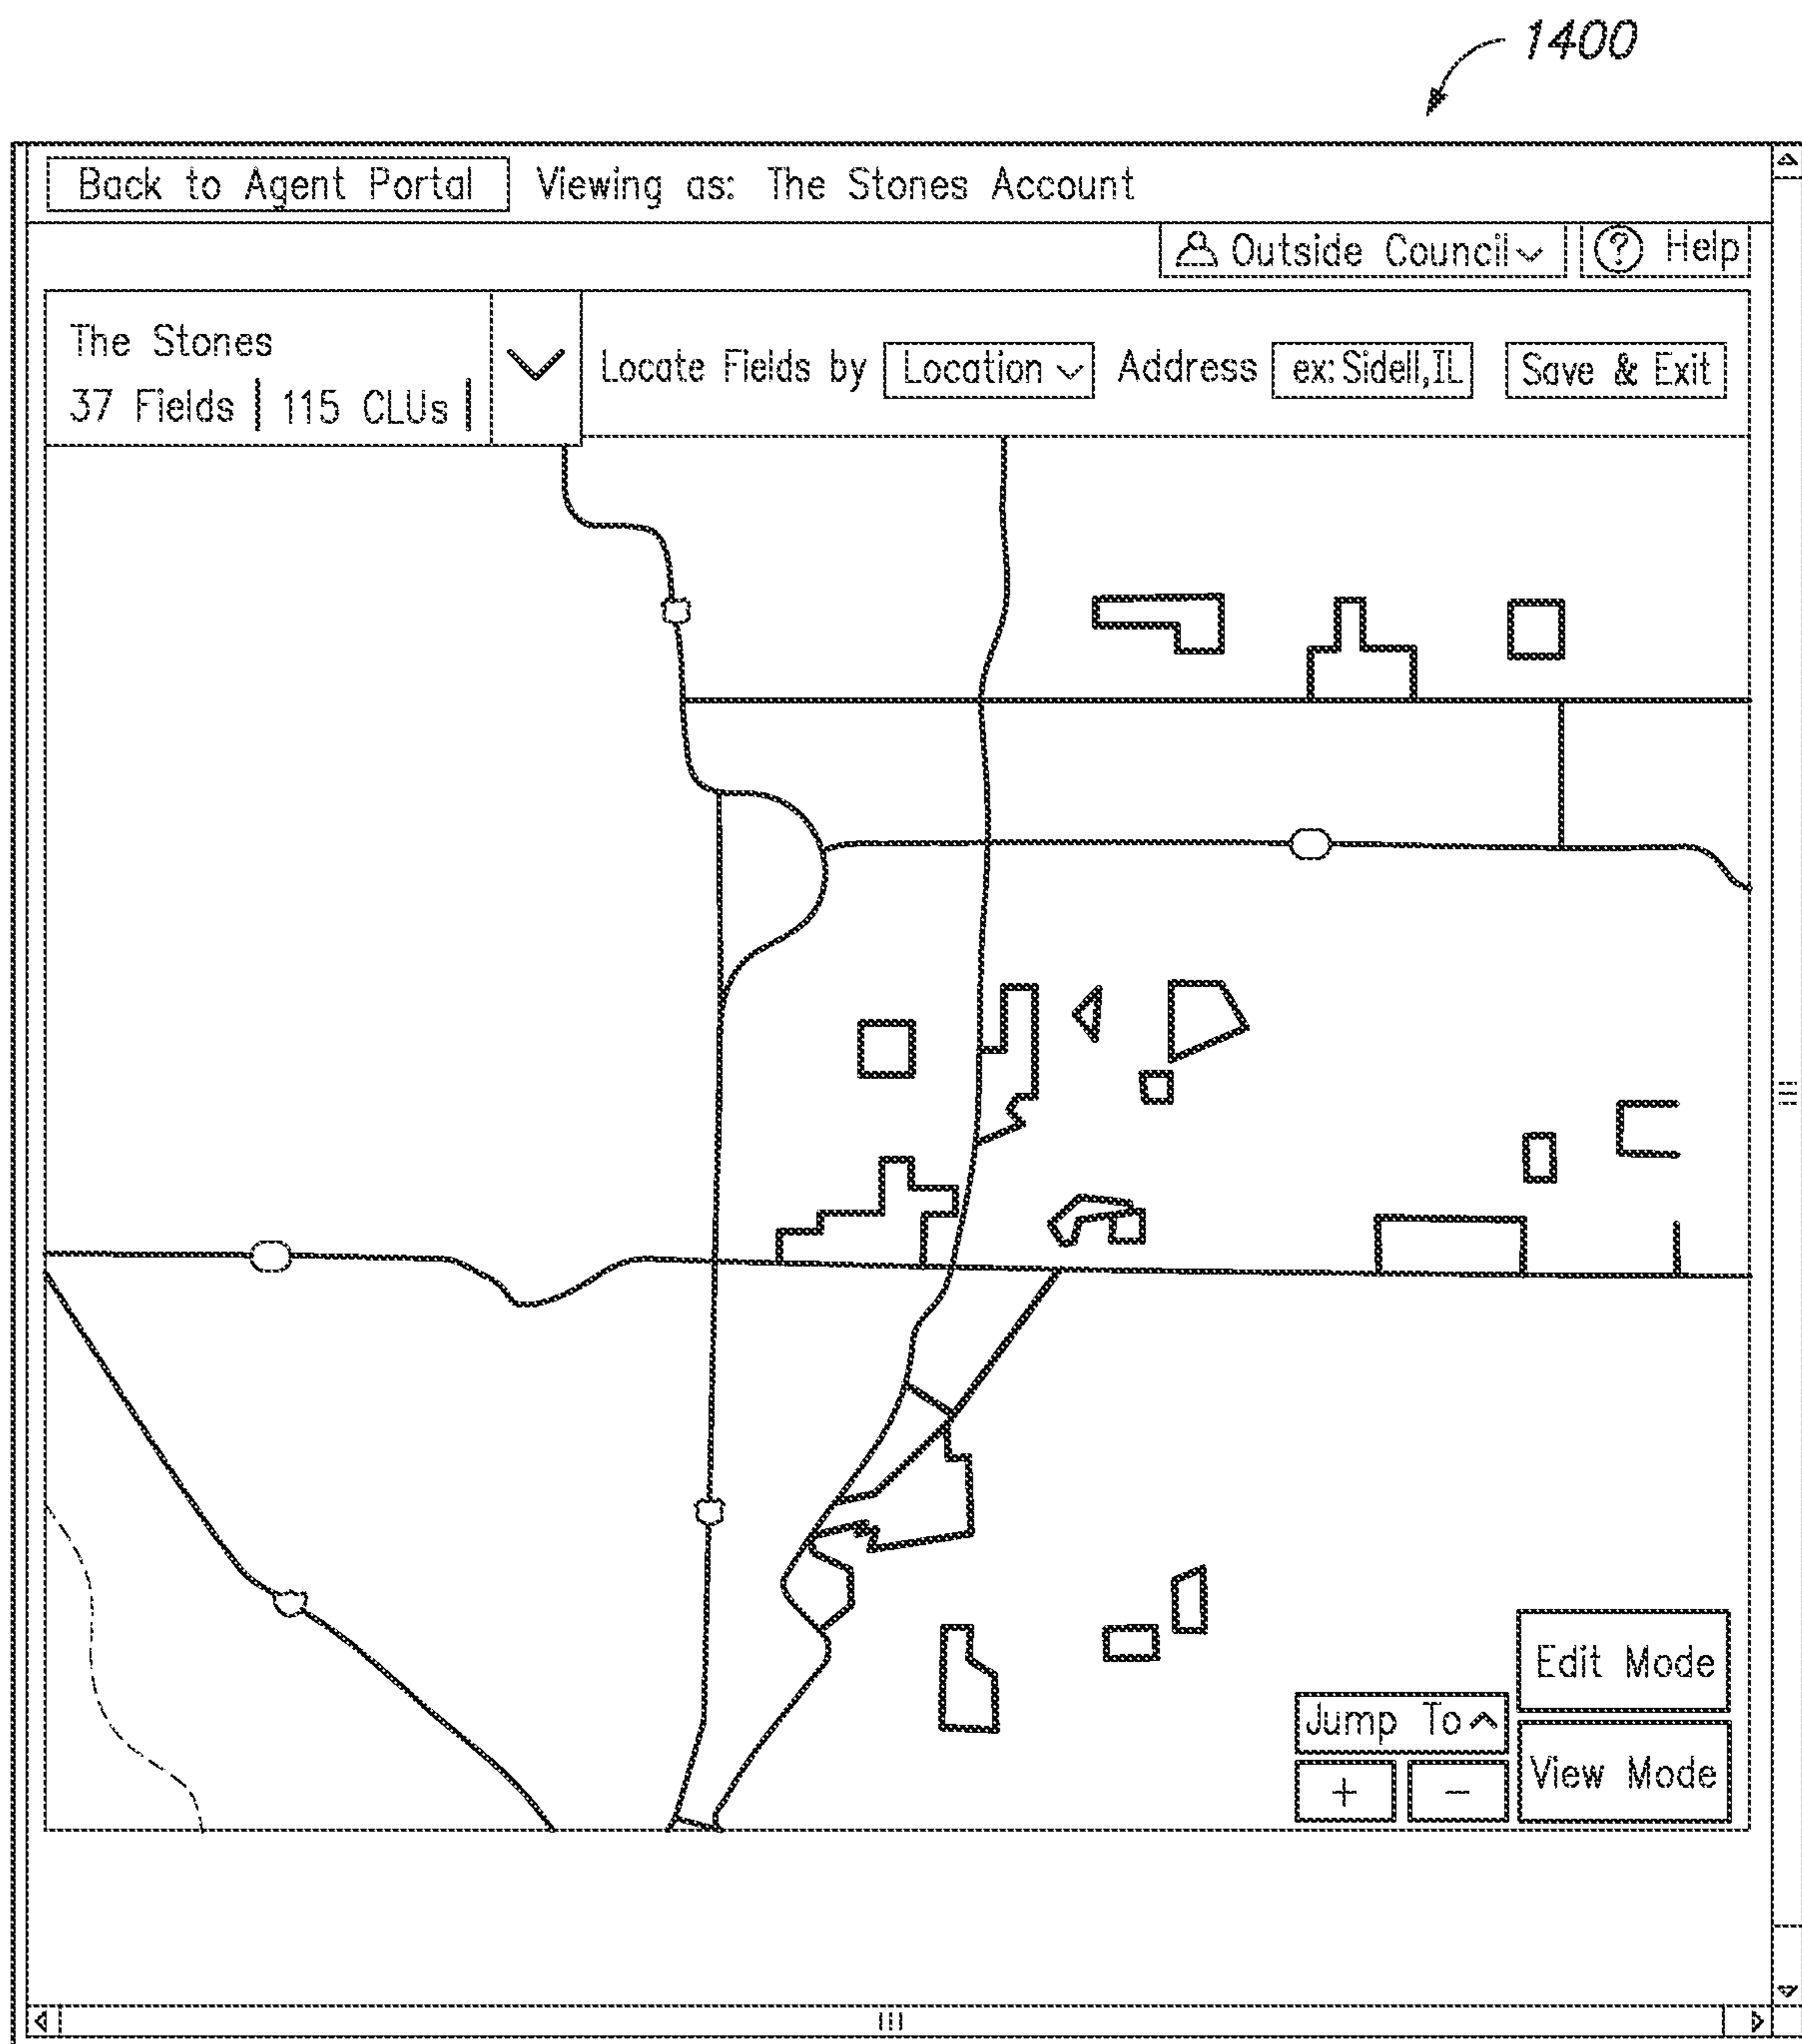 1400
Back to Agent Portal Viewing as: The Stones Account
Outside Council ? Help
The Stones
37 Fields | 115 CLUs |
Locate Fields by Location Address ex: Sidell, IL Save & Exit
Edit Mode
Jump To
+ - View Mode